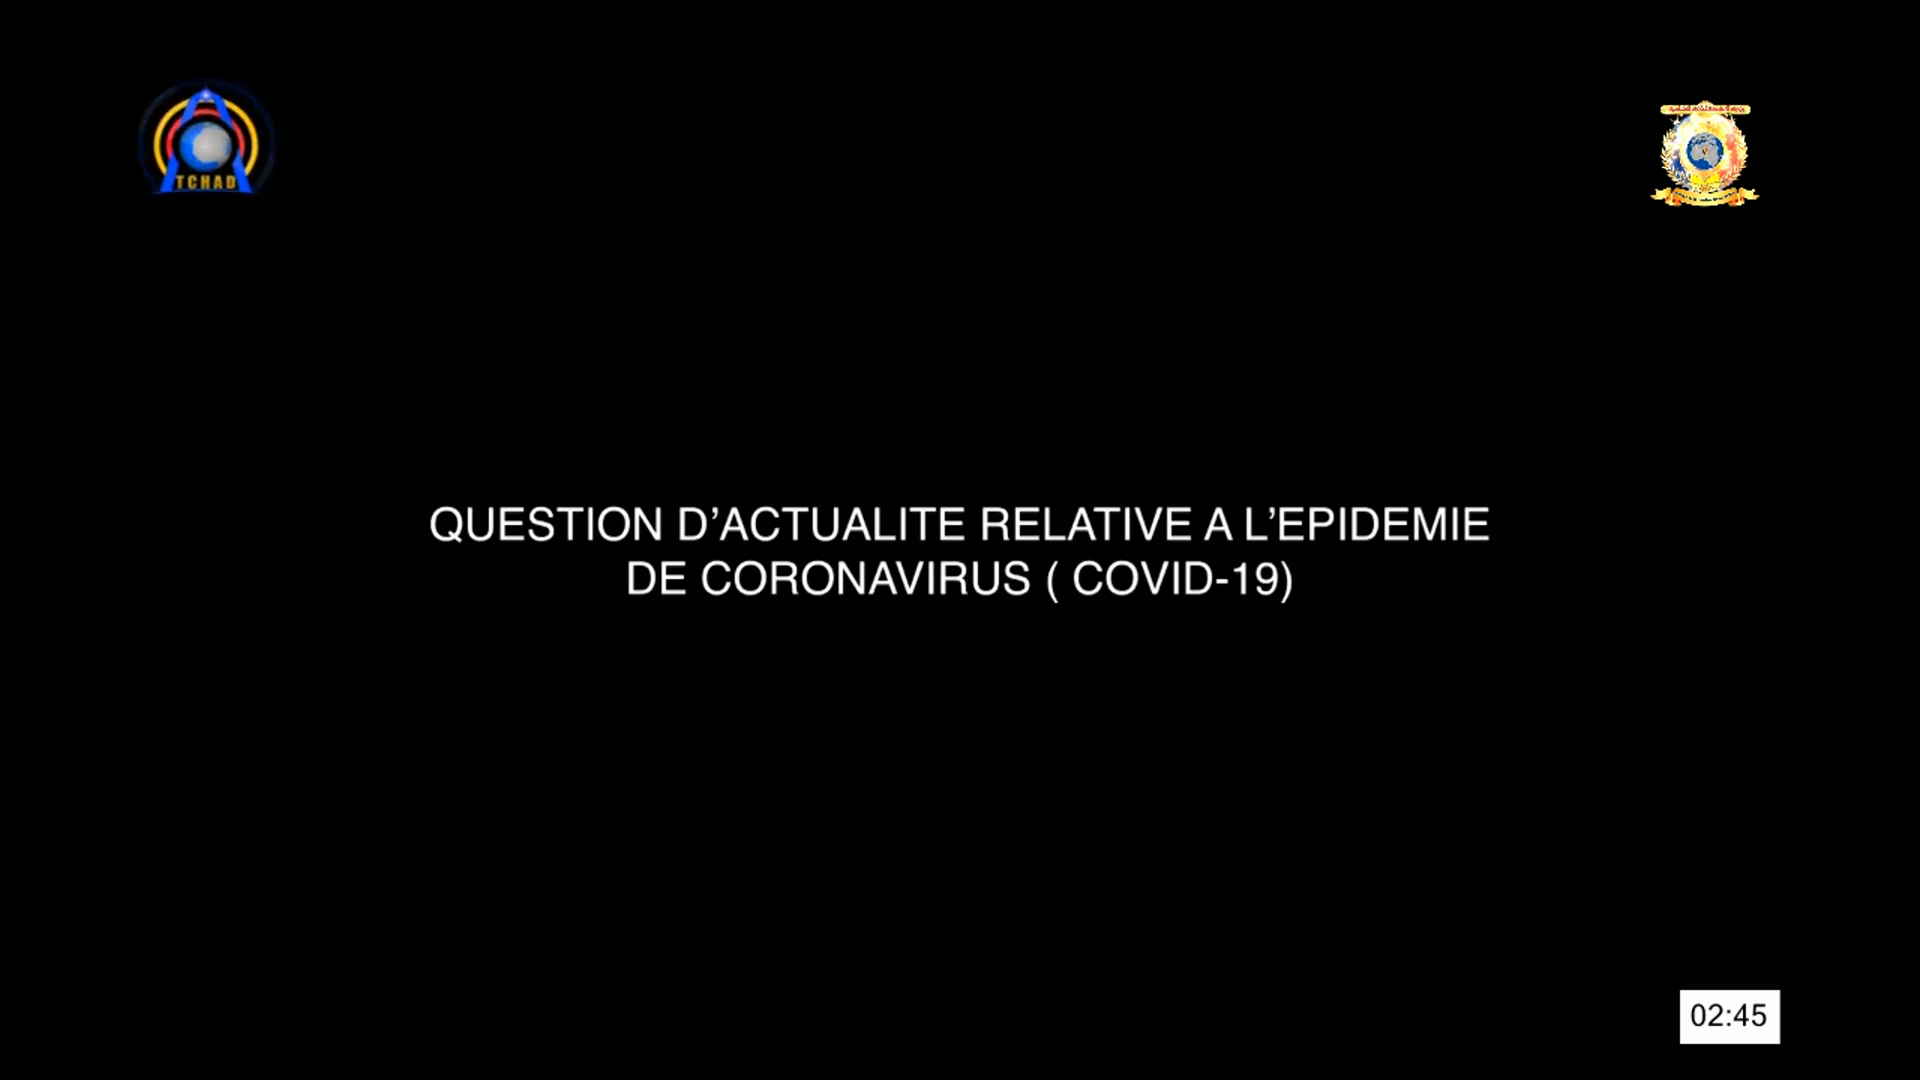 TCHAD
QUESTION D’ACTUALITE RELATIVE A L’EPIDEMIE
DE CORONAVIRUS ( COVID-19)
02:45